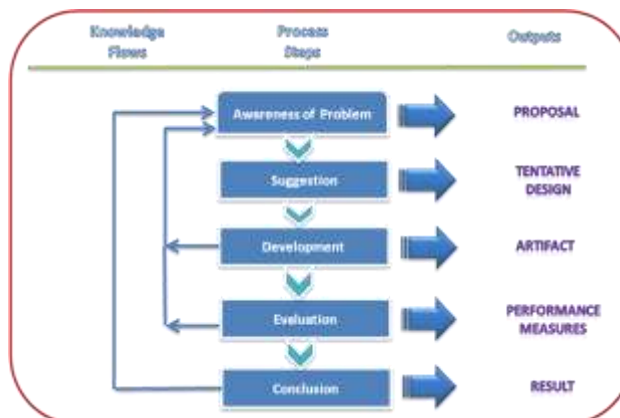 Knowledge
Flows
Process
Steps
Outputs
Awareness of Problem
PROPOSAL
Suggestion
TENTATIVE
DESIGN
Development
ARTIFACT
Evaluation
PERFORMANCE
MEASURES
Conclusion
RESULT